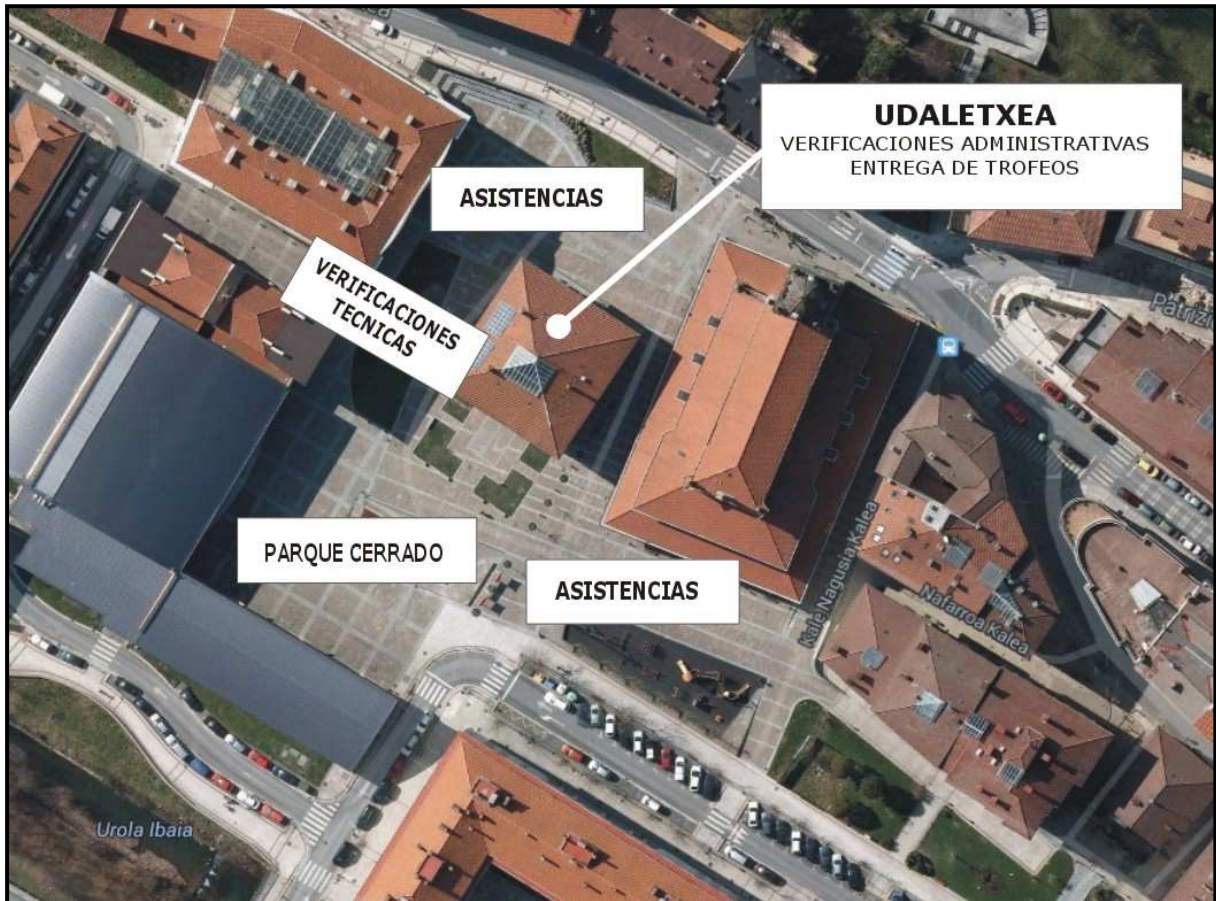 UDALETXEA
VERIFICACIONES ADMINISTRATIVAS
ENTREGA DE TROFEOS
ASISTENCIAS
VERIFICACIONES
TECNICAS
PARQUE CERRADO
ASISTENCIAS
Kale Nagusia Kalea
Nafarroa Kalea
Urola Ibaia